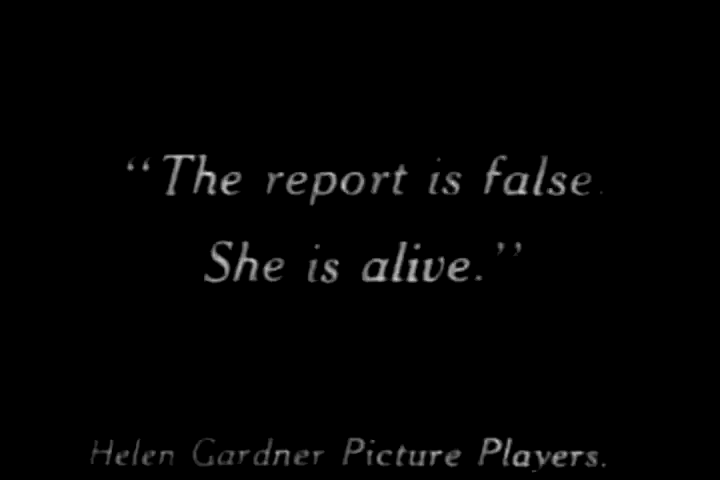 “The report is false.
She is alive.”
Helen Gardner Picture Players.